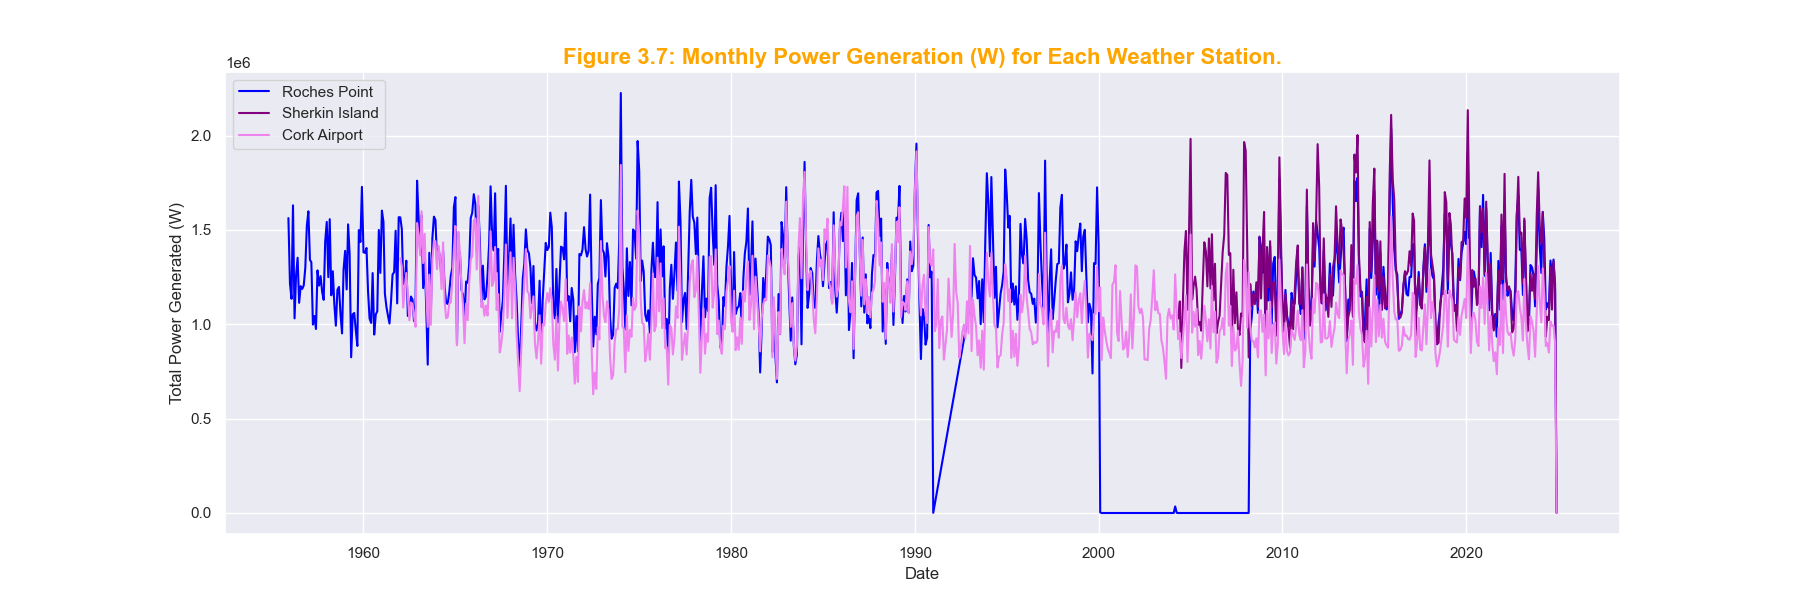 Figure 3.7: Monthly Power Generation (W) for Each Weather Station.
1e6
Roches Point
Sherkin Island
Cork Airport
Total Power Generated (W)
2.0
1.5
1.0
0.5
0.0
1960
1970
1980
1990
2000
2010
2020
Date